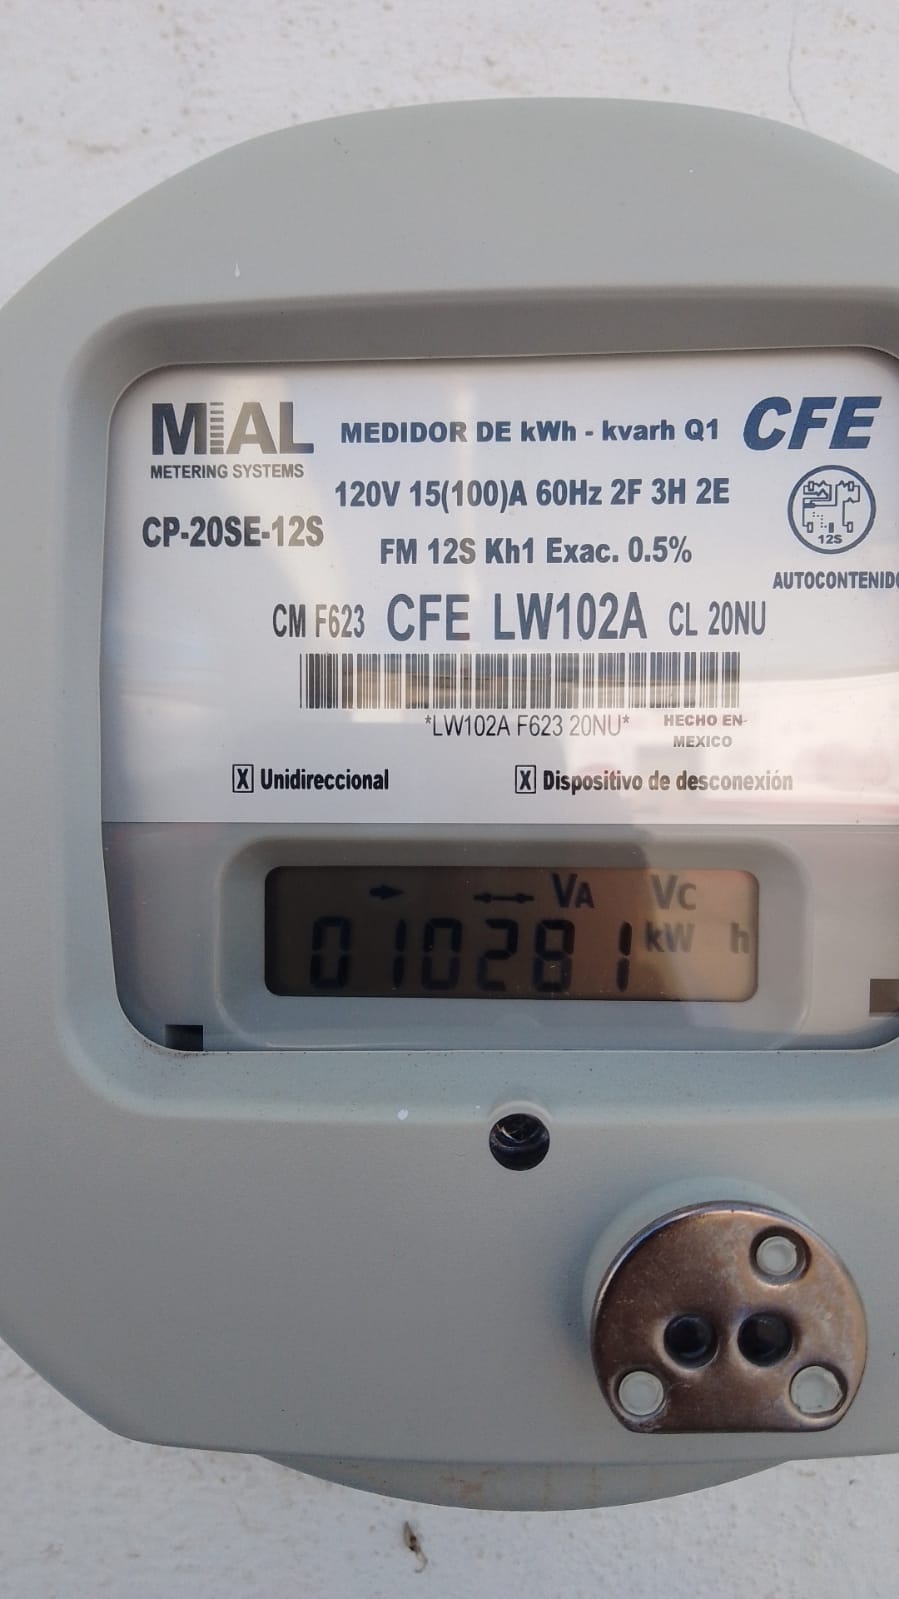 MIAL
METERING SYSTEMS
MEDIDOR DE kWh - kvarh Q1
CFE
CP-20SE-12S
120V 15(100)A 60Hz 2F 3H 2E
FM 12S Kh1 Exac. 0.5%
12S
AUTOCONTENIDO
CM F623 CFE LW102A CL 20NU
*LW102A F623 20NU*
HECHO EN
MEXICO
X Unidireccional
X Dispositivo de desconexión
VA VC
010281 kW h